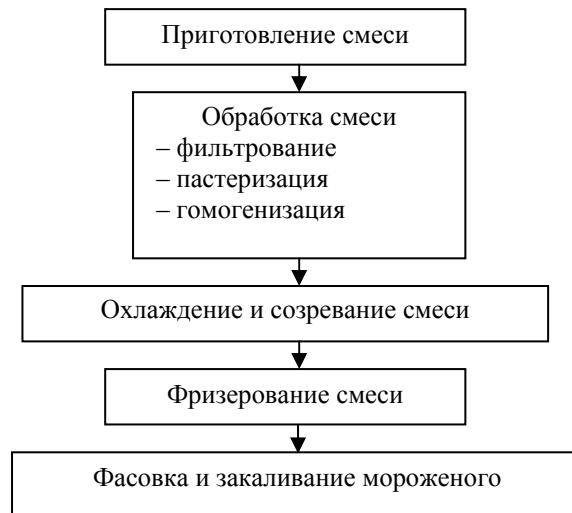 Приготовление смеси
Обработка смеси
– фильтрование
– пастеризация
– гомогенизация
Охлаждение и созревание смеси
Фризерование смеси
Фасовка и закаливание мороженого